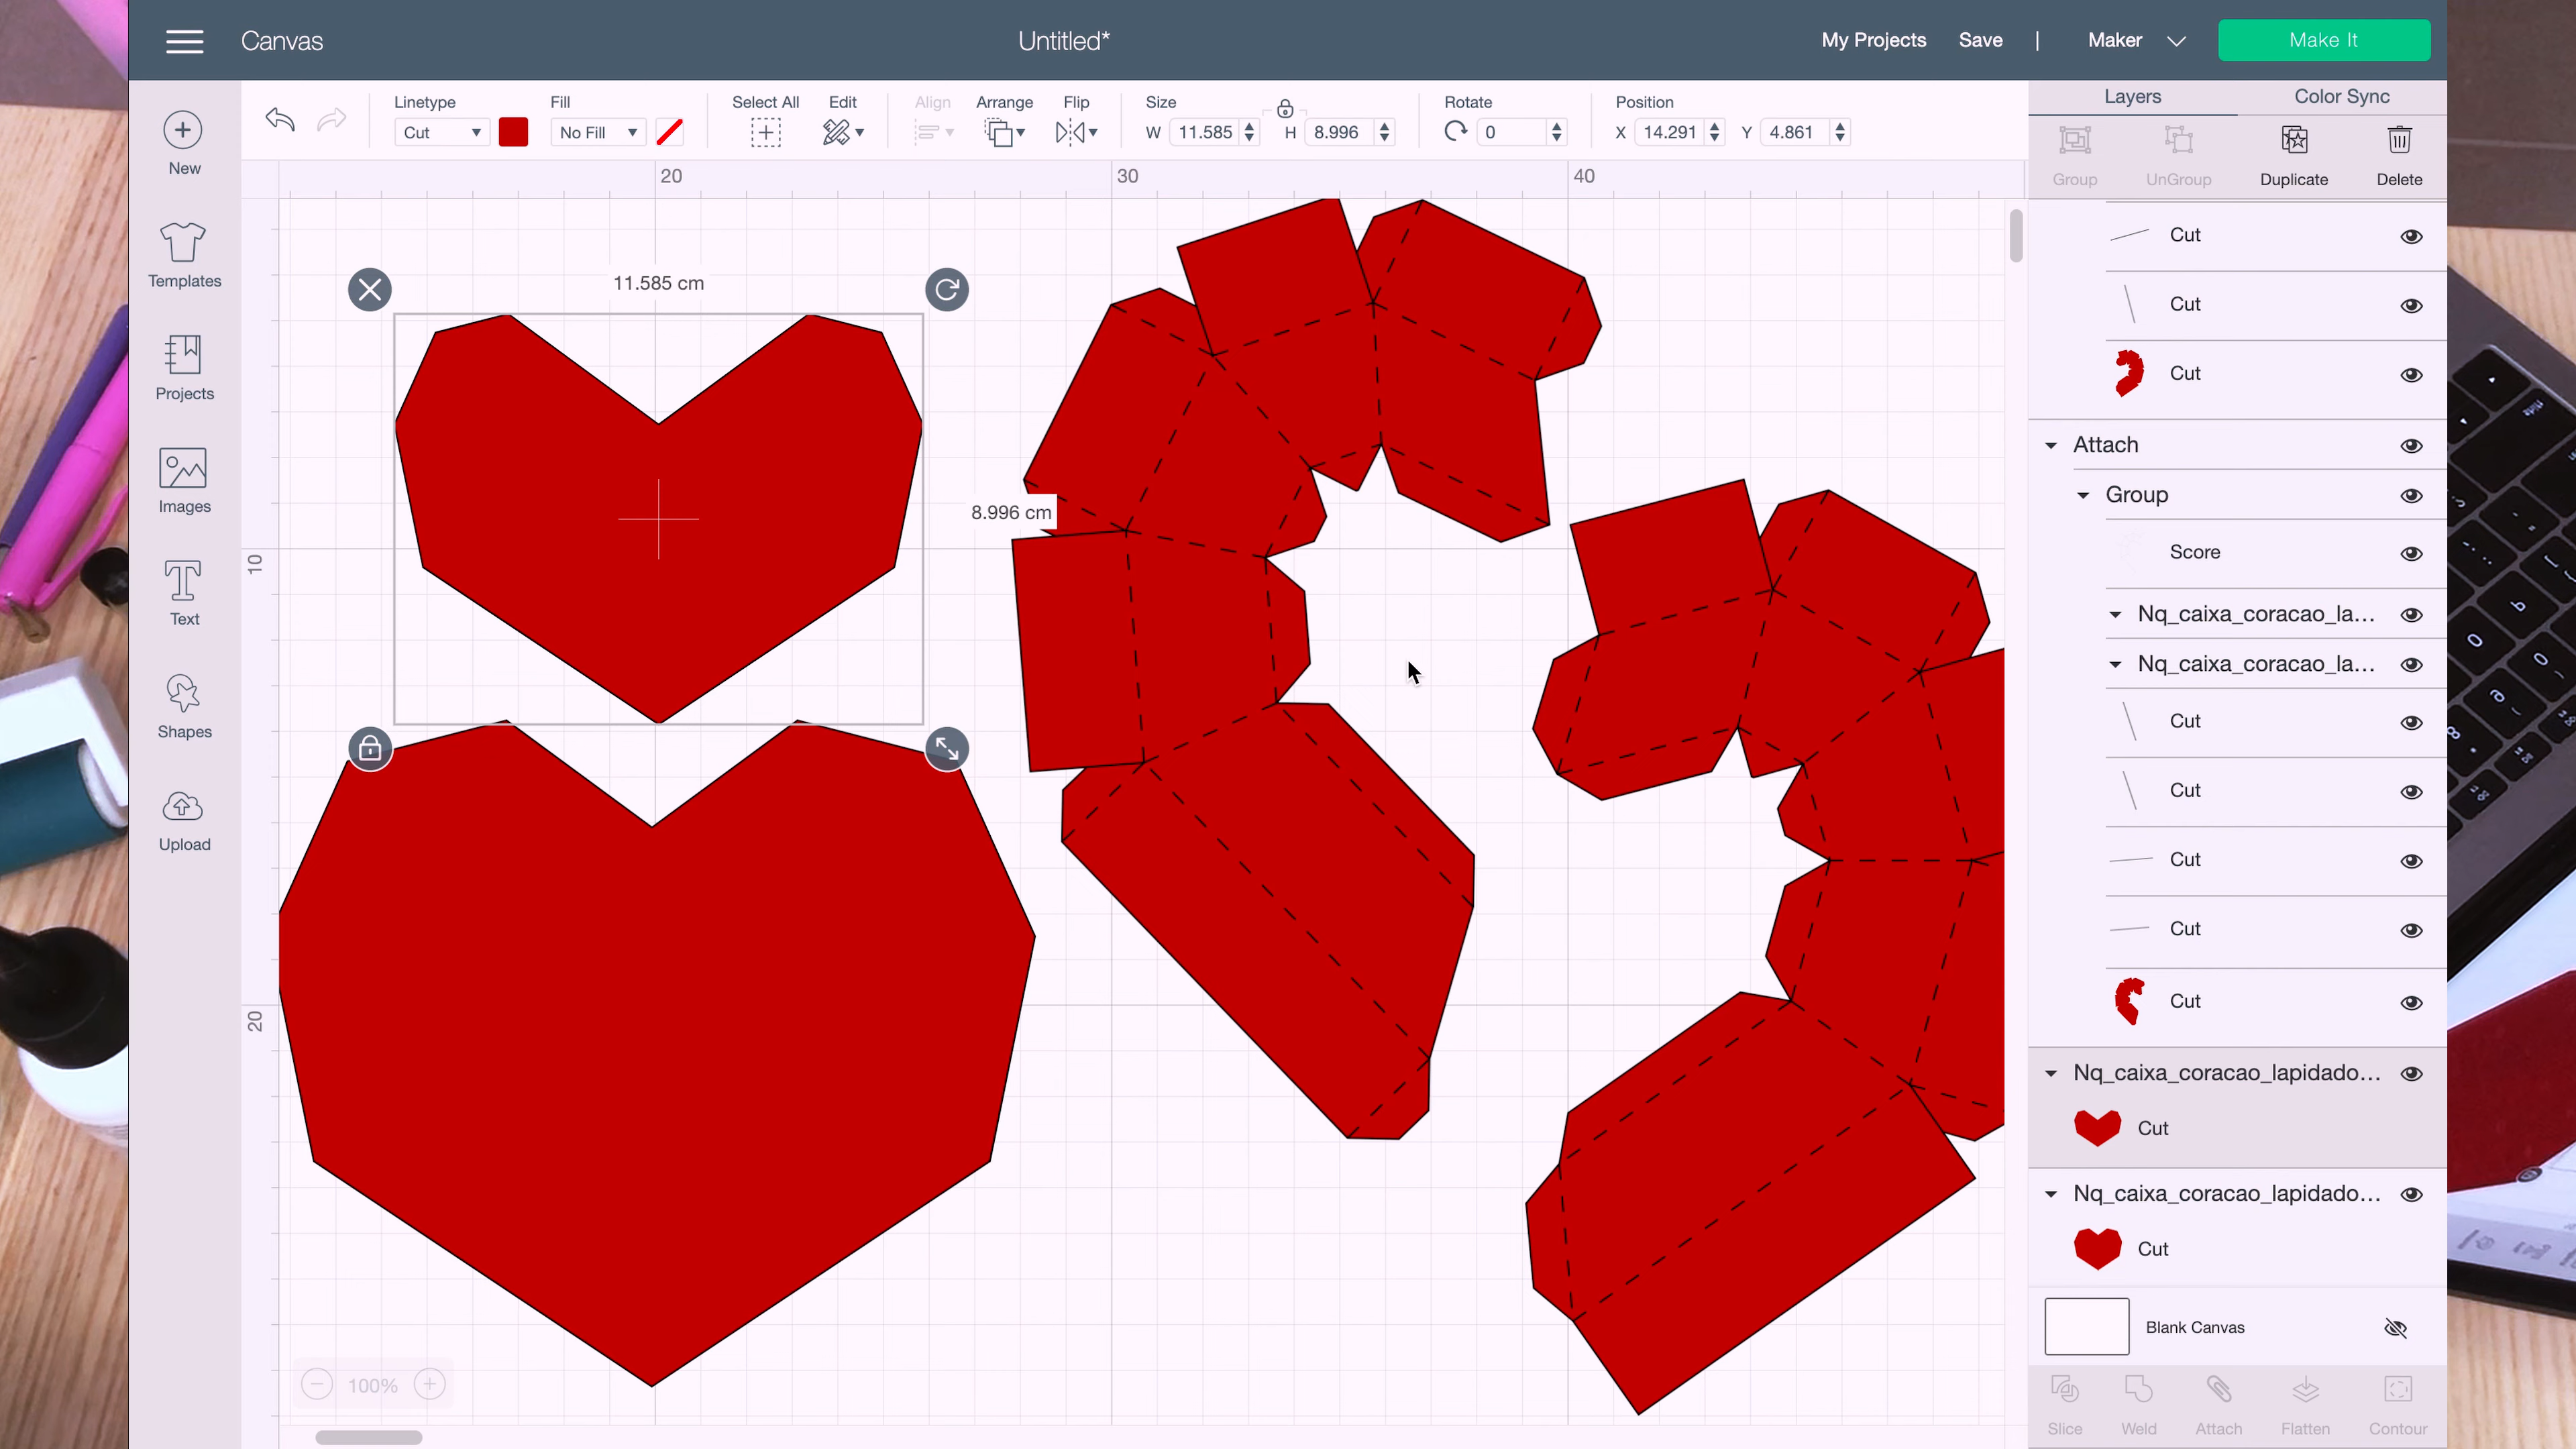 Canvas
Untitled*
My Projects
Save
|
Maker
Make It
Linetype
Cut
Fill
No Fill
Select All
Edit
Align
Arrange
Flip
Size
W 11.585
H 8.996
Rotate
0
Position
X 14.291
Y 4.861
Layers
Color Sync
Group
UnGroup
Duplicate
Delete
New
Templates
Projects
Images
Text
Shapes
Upload
20
30
40
10
20
11.585 cm
8.996 cm
100%
Cut
Cut
Cut
Attach
Group
Score
Nq_caixa_coracao_la...
Nq_caixa_coracao_la...
Cut
Cut
Cut
Cut
Cut
Nq_caixa_coracao_lapidado...
Cut
Nq_caixa_coracao_lapidado...
Cut
Blank Canvas
Slice
Weld
Attach
Flatten
Contour